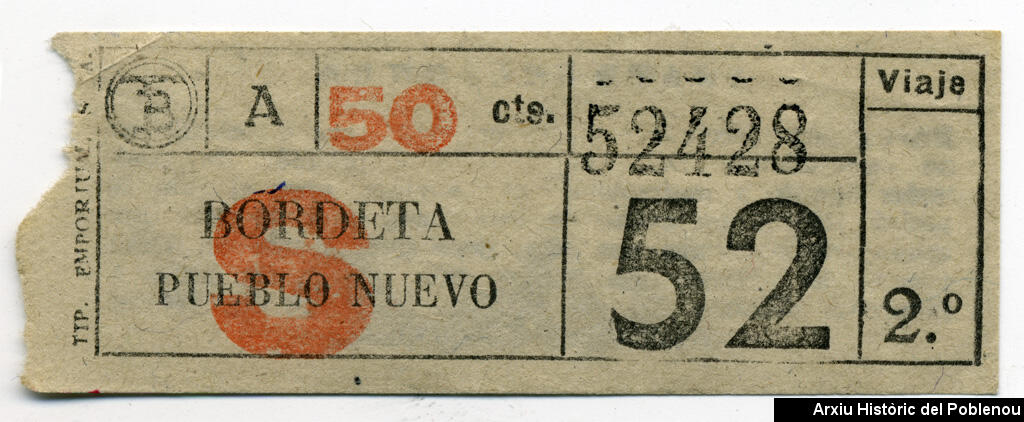 B
A
50 cts.
52428
Viaje
S
BORDETA
PUEBLO NUEVO
52
2.º
TIP. EMPORIUM, S. A.
Arxiu Històric del Poblenou